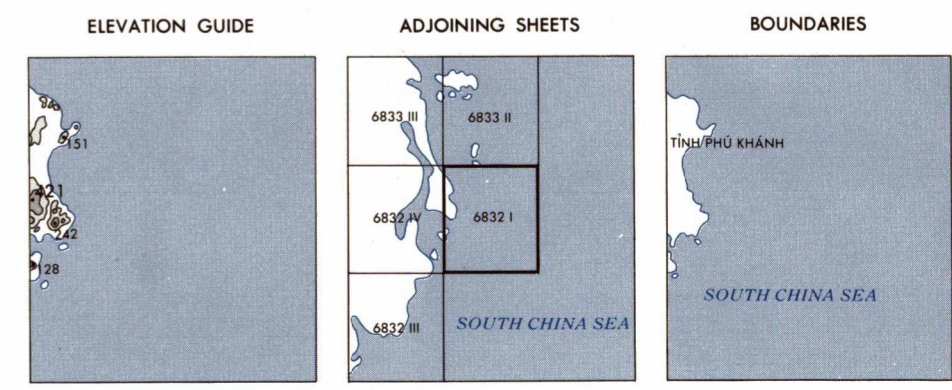 ELEVATION GUIDE
151
421
242
128
ADJOINING SHEETS
6833 III
6833 II
6832 IV
6832 I
6832 III
SOUTH CHINA SEA
BOUNDARIES
TỈNH PHÚ KHÁNH
SOUTH CHINA SEA